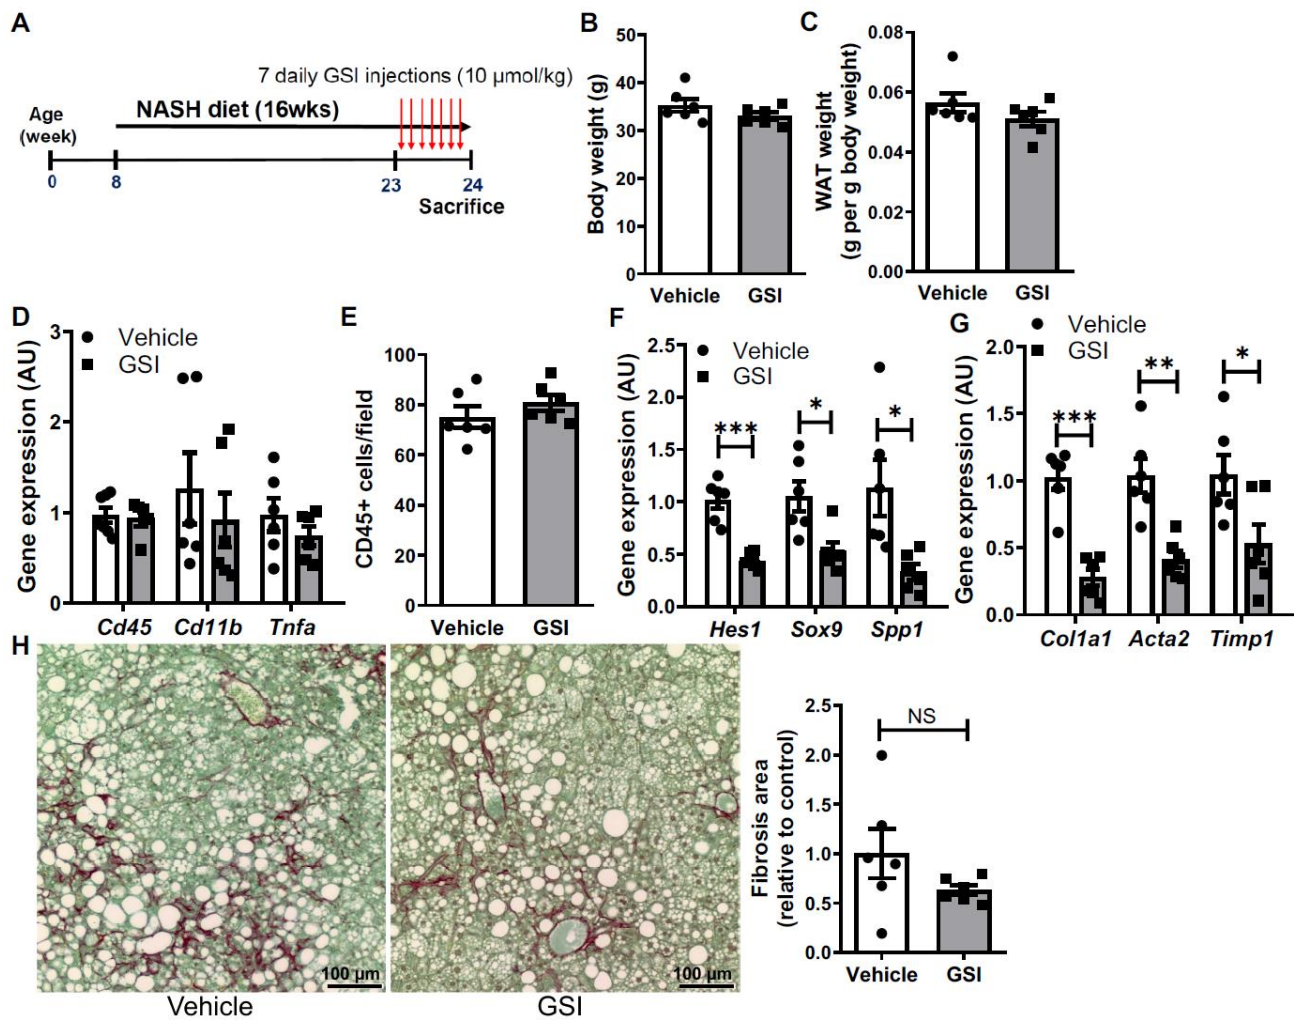 A
7 daily GSI injections (10 µmol/kg)
Age
(week)
NASH diet (16wks)
0
8
23
24
Sacrifice
B
Body weight (g)
50
40
30
20
10
0
Vehicle
GSI
C
WAT weight
(g per g body weight)
0.08
0.06
0.04
0.02
0.00
Vehicle
GSI
D
Vehicle
GSI
Gene expression (AU)
3
2
1
0
Cd45
Cd11b
Tnfa
E
CD45+ cells/field
100
80
60
40
20
0
Vehicle
GSI
F
Vehicle
GSI
Gene expression (AU)
2.5
2.0
1.5
1.0
0.5
0.0
***
*
*
Hes1
Sox9
Spp1
G
Vehicle
GSI
Gene expression (AU)
2.0
1.5
1.0
0.5
0.0
***
**
*
Col1a1
Acta2
Timp1
H
100 µm
Vehicle
100 µm
GSI
Fibrosis area
(relative to control)
2.5
2.0
1.5
1.0
0.5
0.0
NS
Vehicle
GSI